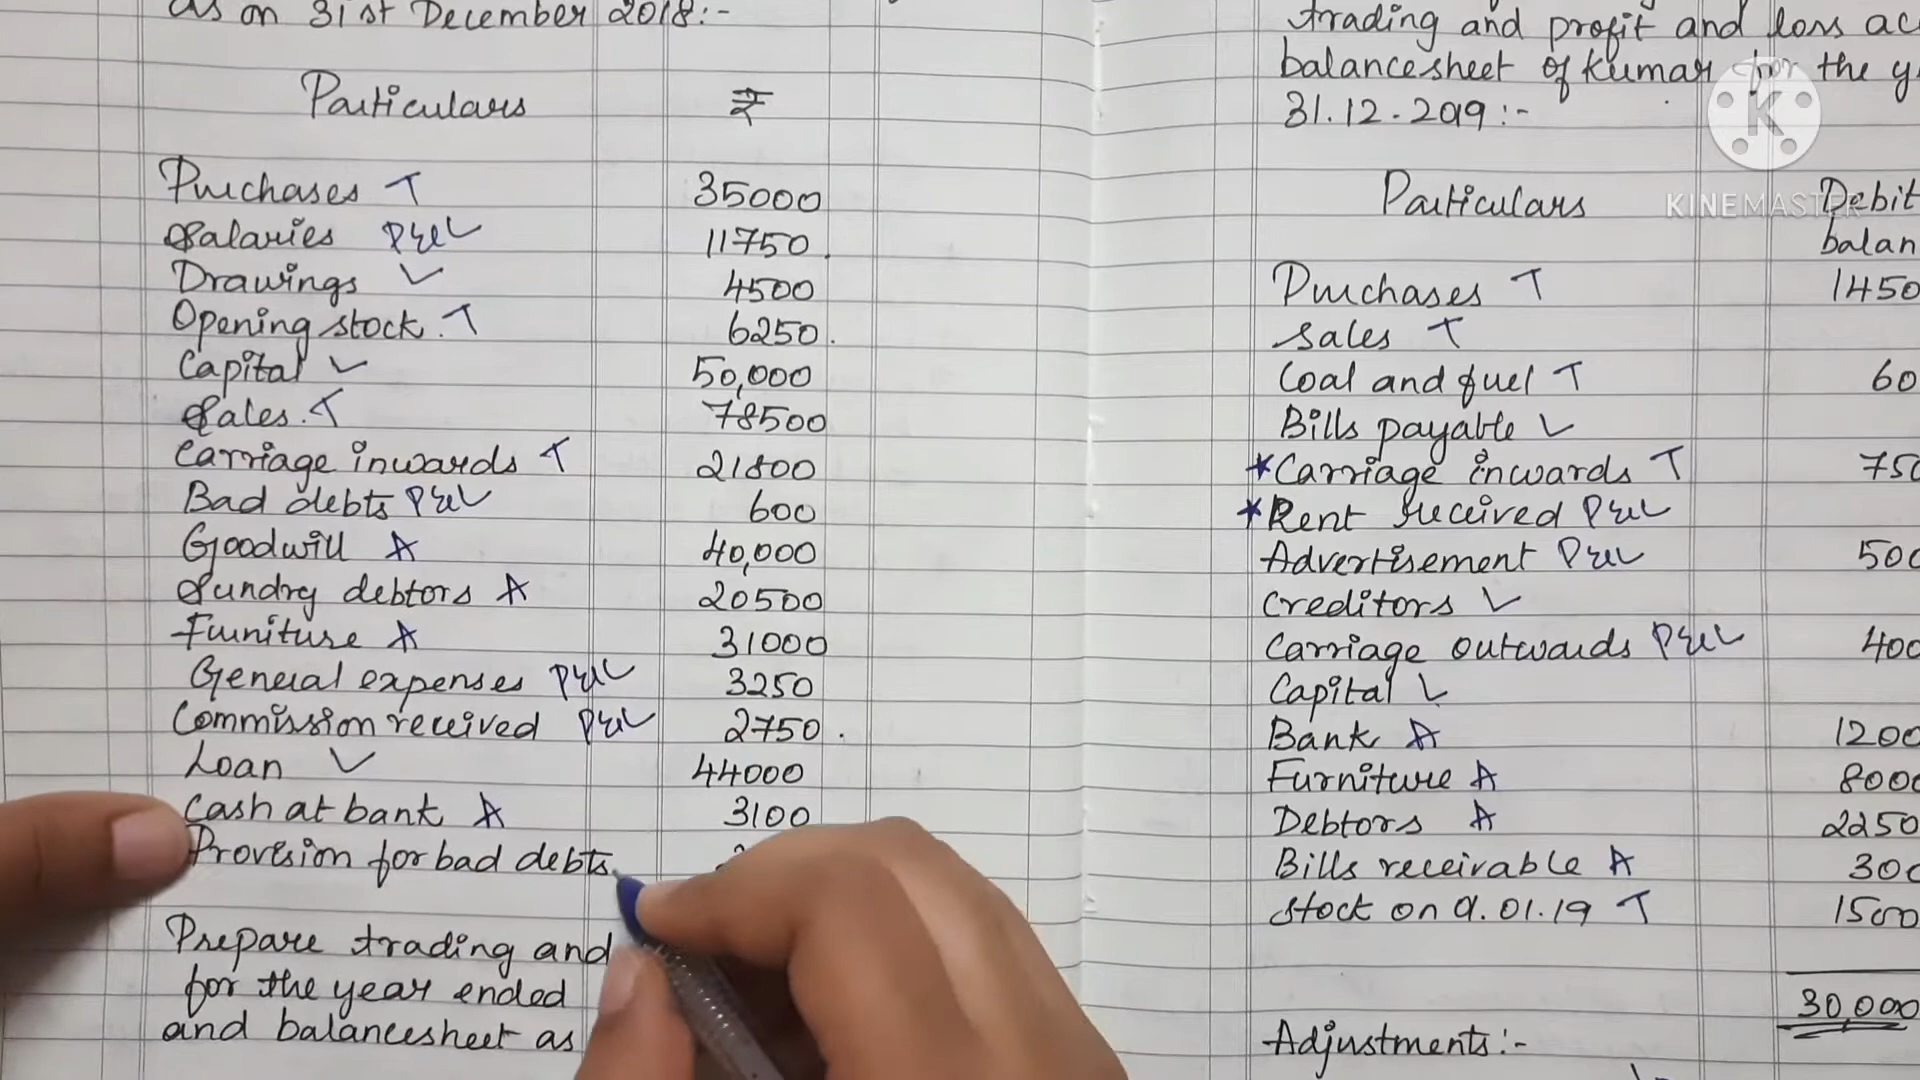 as on 31st December 2018:-
Particulars ₹
Purchases T 35000
Salaries P&L 11750.
Drawings L 4500
Opening stock. T 6250.
Capital L 50,000
Sales. T 78500
Carriage inwards T 21800
Bad debts P&L 600
Goodwill A 40,000
Sundry debtors A 20500
Furniture A 31000
General expenses P&L 3250
Commission received P&L 2750.
Loan L 44000
Cash at bank A 3100
Provision for bad debts
Prepare trading and
for the year ended
and balancesheet as
trading and profit and loss ac
balancesheet of Kumar for the y
31.12.2019:-
K
KINEMASTER
Particulars Debit
balan
Purchases T 1450
Sales T
Coal and fuel T 60
Bills payable L
*Carriage inwards T 750
*Rent received P&L
Advertisement P&L 500
Creditors L
Carriage outwards P&L 400
Capital L
Bank A 1200
Furniture A 8000
Debtors A 2250
Bills receivable A 300
Stock on 01.01.19 T 1500
30,000
Adjustments:-